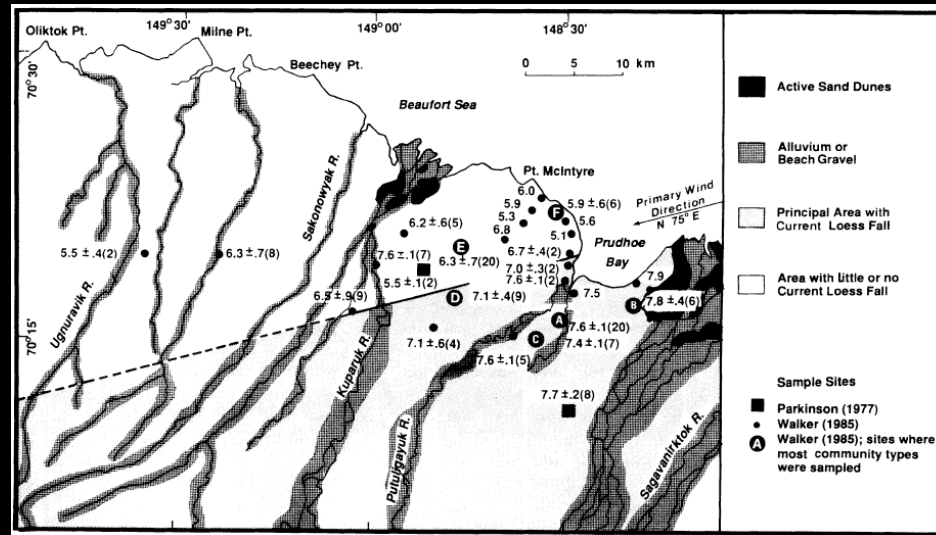 149° 30'
149° 00'
148° 30'
Oliktok Pt.
Milne Pt.
Beechey Pt.
70° 30'
0 5 10 km
Beaufort Sea
Pt. McIntyre
Primary Wind
Direction
N 75° E
Sakonowyak R.
6.0
5.9
5.3
6.8
F
5.9 ±.6(6)
5.6
5.1
Prudhoe
Bay
6.2 ±.6(5)
E
6.3 ±.7(20)
6.7±.4(2)
7.0 ±.3(2)
7.6 ±.1(2)
5.5 ±.4(2)
6.3±.7(8)
7.6 ±.1(7)
5.5 ±.1(2)
7.9
7.5
B
7.8 ±.4(6)
6.5±.9(9)
D
7.1 ±.4(9)
A
7.6 ±.1(20)
C
7.4±.1(7)
Ugnuravik R.
70° 15'
Kuparuk R.
7.1 ±.6(4)
7.6 ±.1(5)
7.7±.2(8)
Putuligayuk R.
Sagavanirktok R.
Active Sand Dunes
Alluvium or
Beach Gravel
Principal Area with
Current Loess Fall
Area with Little or no
Current Loess Fall
Sample Sites
Parkinson (1977)
Walker (1985)
A
Walker (1985); sites where
most community types
were sampled